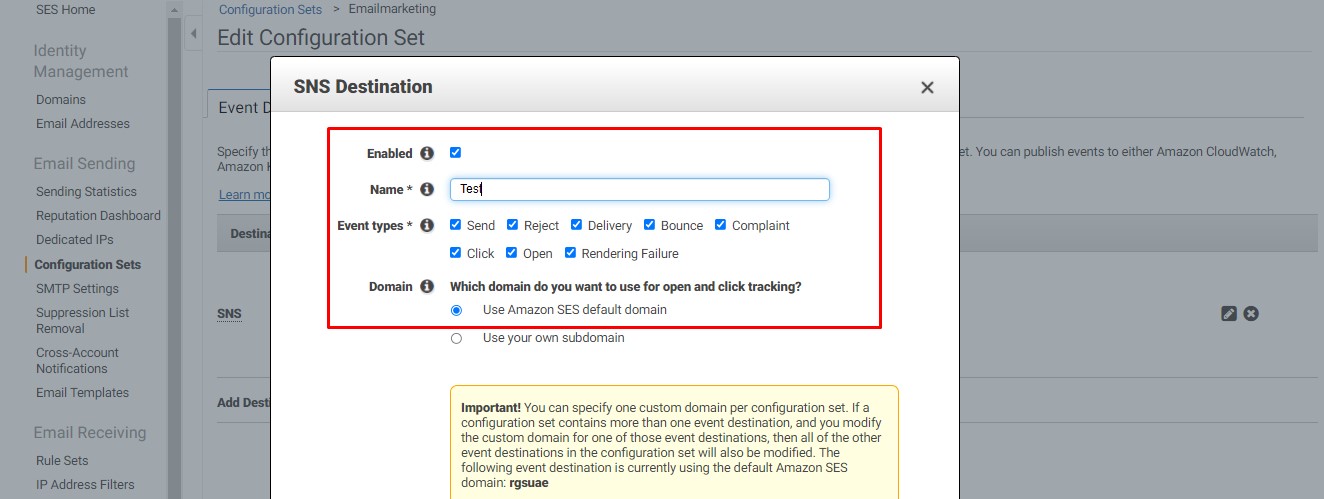 SES Home
Identity
Management
Domains
Email Addresses
Email Sending
Sending Statistics
Reputation Dashboard
Dedicated IPs
Configuration Sets
SMTP Settings
Suppression List
Removal
Cross-Account
Notifications
Email Templates
Email Receiving
Rule Sets
IP Address Filters
Configuration Sets > Emailmarketing
Edit Configuration Set
Event D
Specify th
et. You can publish events to either Amazon CloudWatch,
Amazon
Learn mo
Destina
SNS
Add Desti
SNS Destination
Enabled
Name * Test
Event types * Send Reject Delivery Bounce Complaint
Click Open Rendering Failure
Domain Which domain do you want to use for open and click tracking?
Use Amazon SES default domain
Use your own subdomain
Important! You can specify one custom domain per configuration set. If a
configuration set contains more than one event destination, and you modify
the custom domain for one of those event destinations, then all of the other
event destinations in the configuration set will also be modified. The
following event destination is currently using the default Amazon SES
domain: rgsuae